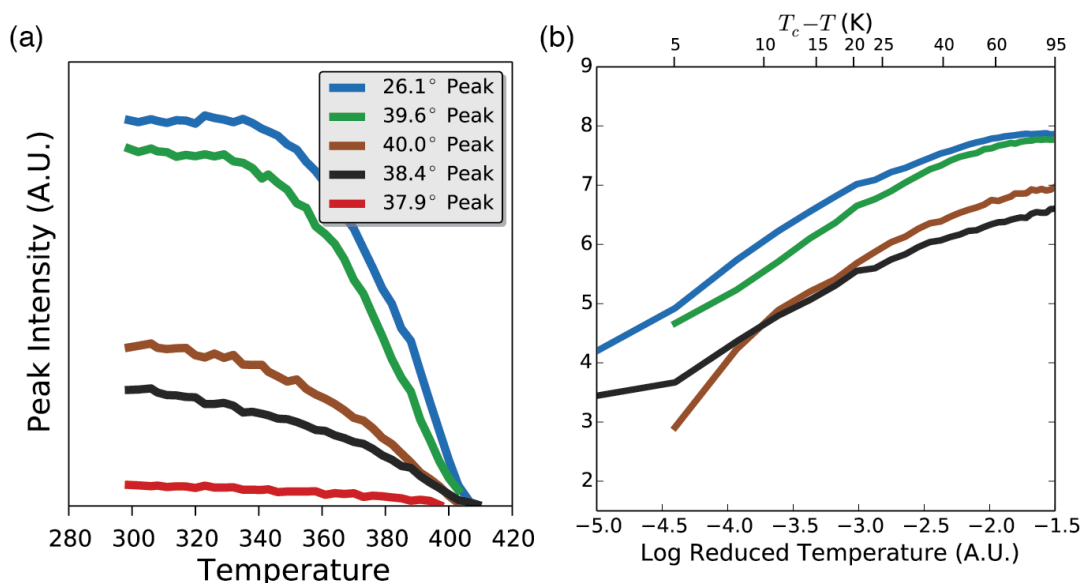 (a)
Peak Intensity (A.U.)
26.1° Peak
39.6° Peak
40.0° Peak
38.4° Peak
37.9° Peak
280 300 320 340 360 380 400 420
Temperature
(b)
T_c − T (K)
5 10 15 20 25 40 60 95
9
8
7
6
5
4
3
2
−5.0 −4.5 −4.0 −3.5 −3.0 −2.5 −2.0 −1.5
Log Reduced Temperature (A.U.)